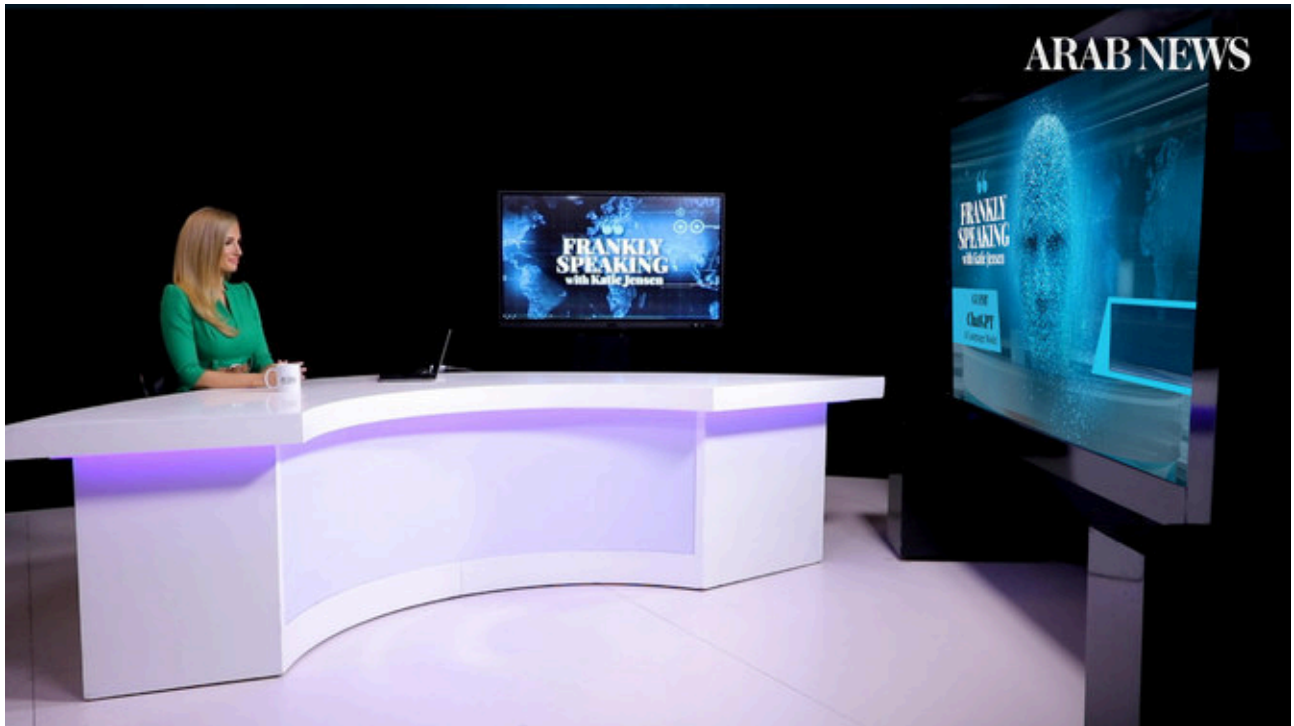 ARAB NEWS
FRANKLY
SPEAKING
with Katie Jensen
FRANKLY
SPEAKING
with Katie Jensen
GUEST
ChatGPT